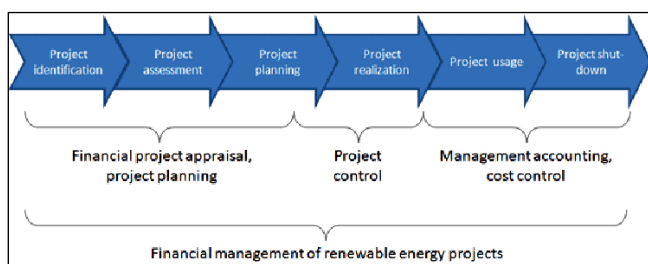 Project
identification
Project
assessment
Project
planning
Project
realization
Project usage
Project shut-
down
Financial project appraisal,
project planning
Project
control
Management accounting,
cost control
Financial management of renewable energy projects